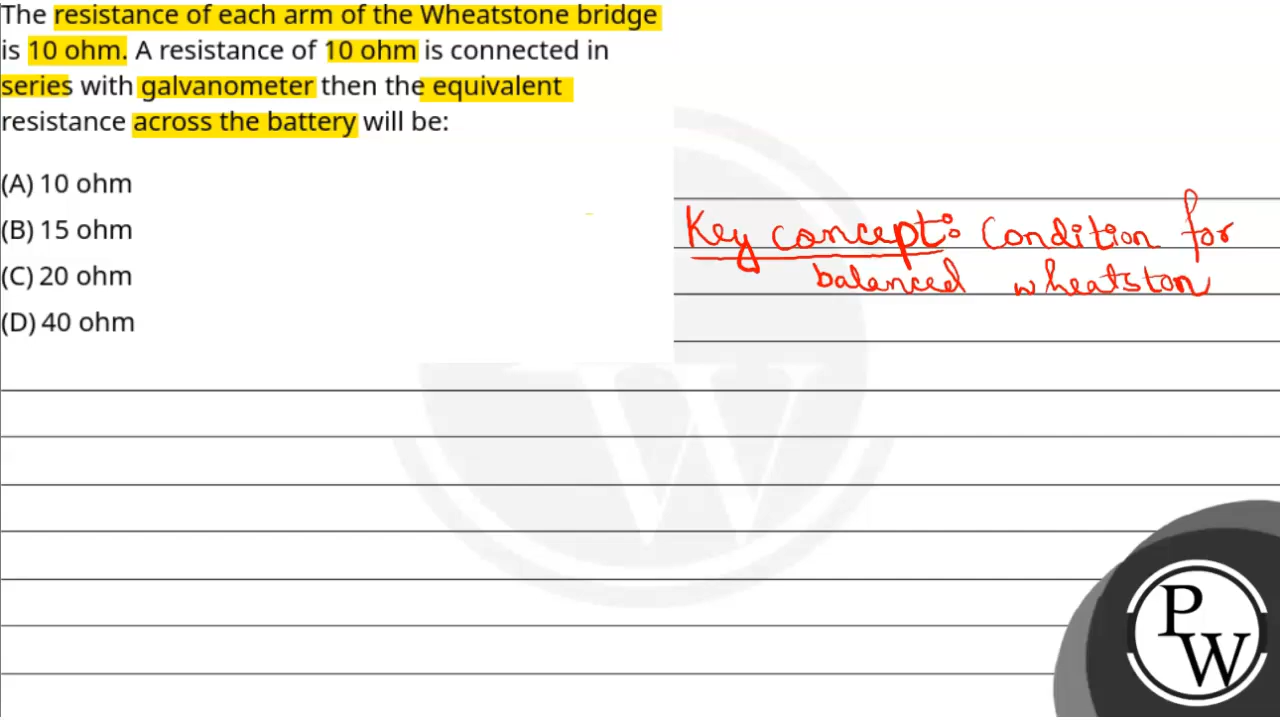 The resistance of each arm of the Wheatstone bridge
is 10 ohm. A resistance of 10 ohm is connected in
series with galvanometer then the equivalent
resistance across the battery will be:
(A) 10 ohm
(B) 15 ohm
(C) 20 ohm
(D) 40 ohm
Key concept: Condition for
balanced wheatston
P
W